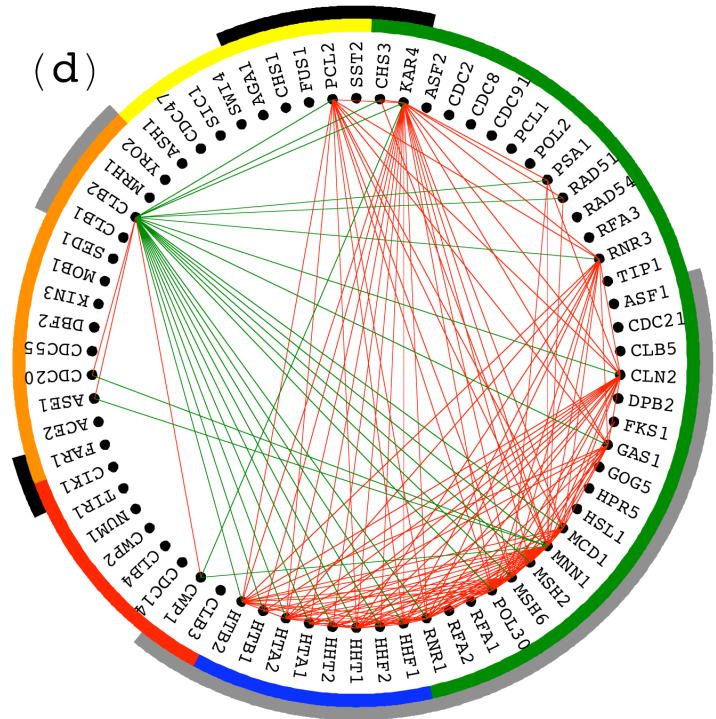 (d)
PCL2
SST2
CHS3
KAR4
ASF2
CDC2
CDC8
CDC91
PCL1
POL2
PSA1
RAD51
RAD54
RFA3
RNR3
TIP1
ASF1
CDC21
CLB5
CLN2
DPB2
FKS1
GAS1
GOG5
HPR5
HSL1
MCD1
MNN1
MSH2
MSH6
POL30
RFA1
RFA2
RNR1
HHF1
HHF2
HHT1
HHT2
HTA1
HTA2
HTB1
HTB2
CLB3
CWP1
CDC14
CLB4
CWP2
NUM1
TIR1
CIK1
FAR1
ACE2
ASE1
CDC20
CDC55
DBF2
KIN3
MOB1
SED1
CLB1
CLB2
MRH1
YRO2
ASH1
CDC47
SIC1
SWI4
AGA1
CHS1
FUS1